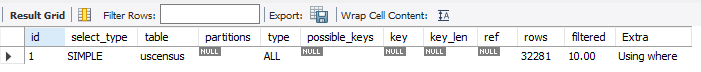 Result Grid Filter Rows: Export: Wrap Cell Content: IA
id select_type table partitions type possible_keys key key_len ref rows filtered Extra
1 SIMPLE uscensus NULL ALL NULL NULL NULL NULL 32281 10.00 Using where